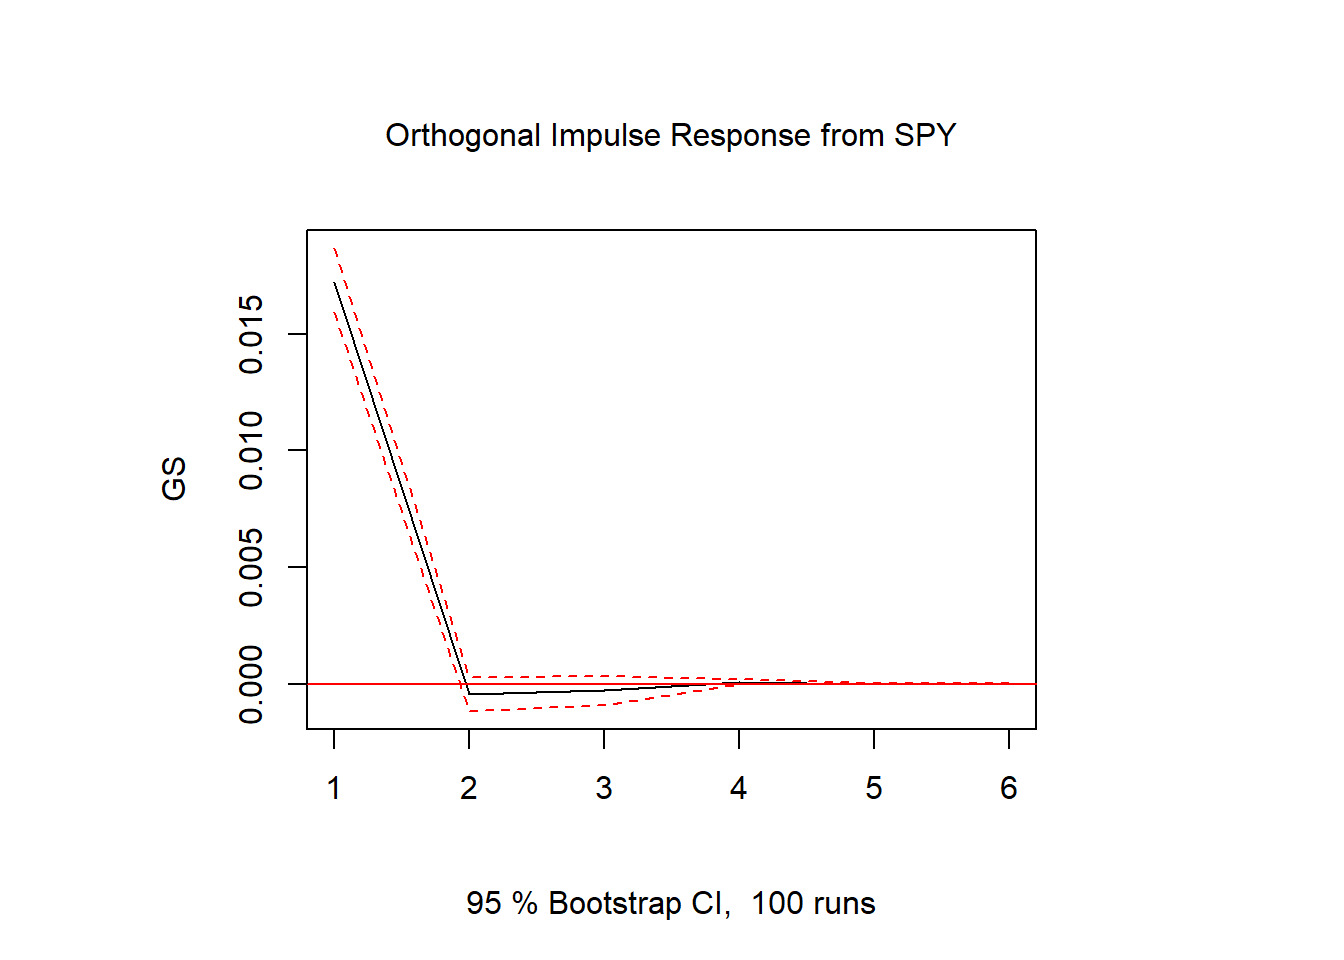 Orthogonal Impulse Response from SPY
GS
0.015
0.010
0.005
0.000
1 2 3 4 5 6
95 % Bootstrap CI,  100 runs